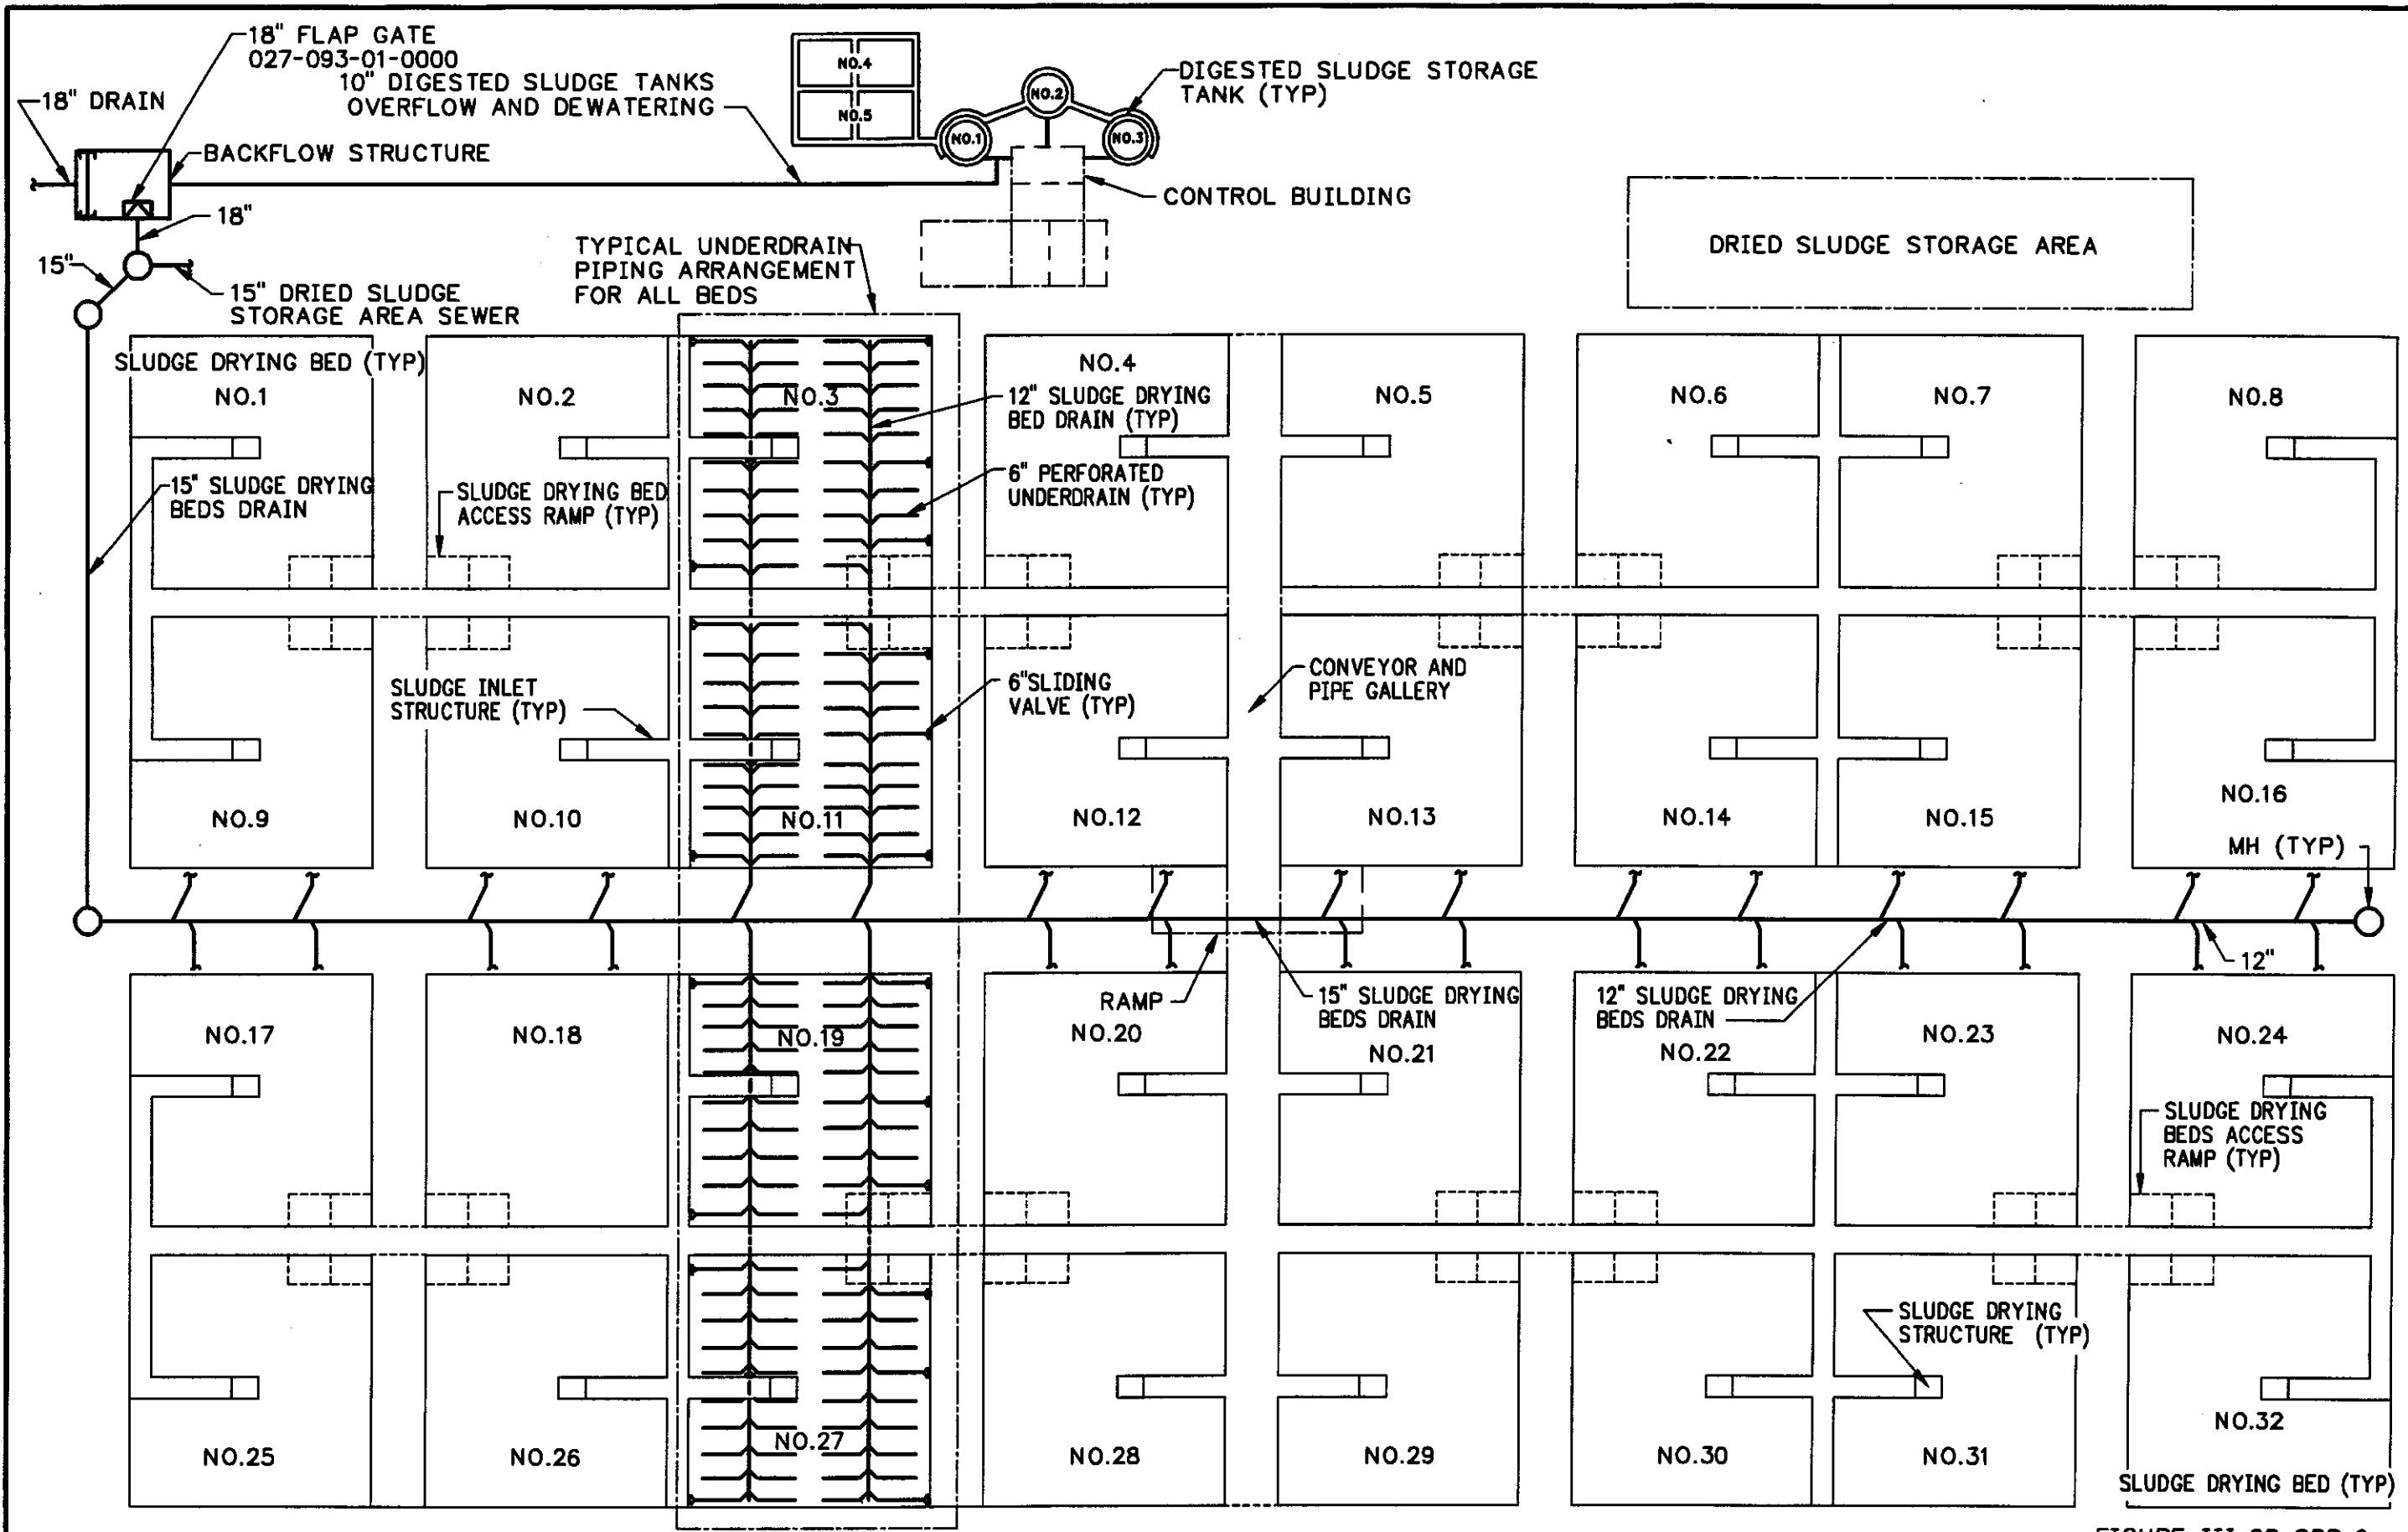 18" FLAP GATE
027-093-01-0000
10" DIGESTED SLUDGE TANKS
OVERFLOW AND DEWATERING
18" DRAIN
BACKFLOW STRUCTURE
NO.4
NO.5
NO.1
NO.2
NO.3
DIGESTED SLUDGE STORAGE
TANK (TYP)
CONTROL BUILDING
18"
15"
15" DRIED SLUDGE
STORAGE AREA SEWER
TYPICAL UNDERDRAIN
PIPING ARRANGEMENT
FOR ALL BEDS
DRIED SLUDGE STORAGE AREA
SLUDGE DRYING BED (TYP)
NO.1
NO.2
NO.3
NO.4
NO.5
NO.6
NO.7
NO.8
12" SLUDGE DRYING
BED DRAIN (TYP)
15" SLUDGE DRYING
BEDS DRAIN
SLUDGE DRYING BED
ACCESS RAMP (TYP)
6" PERFORATED
UNDERDRAIN (TYP)
SLUDGE INLET
STRUCTURE (TYP)
6"SLIDING
VALVE (TYP)
CONVEYOR AND
PIPE GALLERY
NO.9
NO.10
NO.11
NO.12
NO.13
NO.14
NO.15
NO.16
MH (TYP)
12"
RAMP
15" SLUDGE DRYING
BEDS DRAIN
12" SLUDGE DRYING
BEDS DRAIN
NO.17
NO.18
NO.19
NO.20
NO.21
NO.22
NO.23
NO.24
SLUDGE DRYING
BEDS ACCESS
RAMP (TYP)
SLUDGE DRYING
STRUCTURE (TYP)
NO.25
NO.26
NO.27
NO.28
NO.29
NO.30
NO.31
NO.32
SLUDGE DRYING BED (TYP)